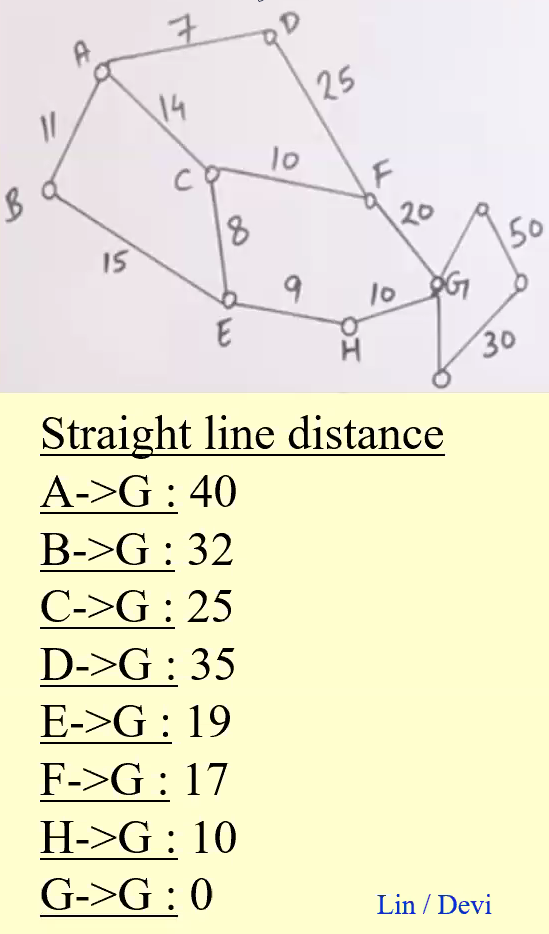 7
D
A
25
14
11
10
F
C
B
20
8
50
15
9
10
G
30
E
H
Straight line distance
A->G : 40
B->G : 32
C->G : 25
D->G : 35
E->G : 19
F->G : 17
H->G : 10
G->G : 0
Lin / Devi